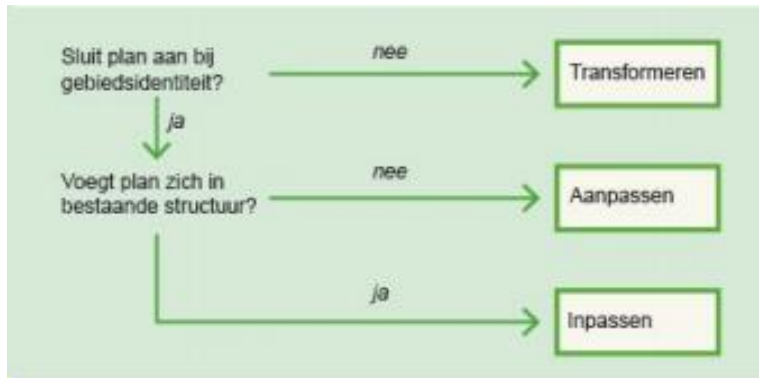 Sluit plan aan bij
gebiedsidentiteit?
nee
Transformeren
ja
Voegt plan zich in
bestaande structuur?
nee
Aanpassen
ja
Inpassen